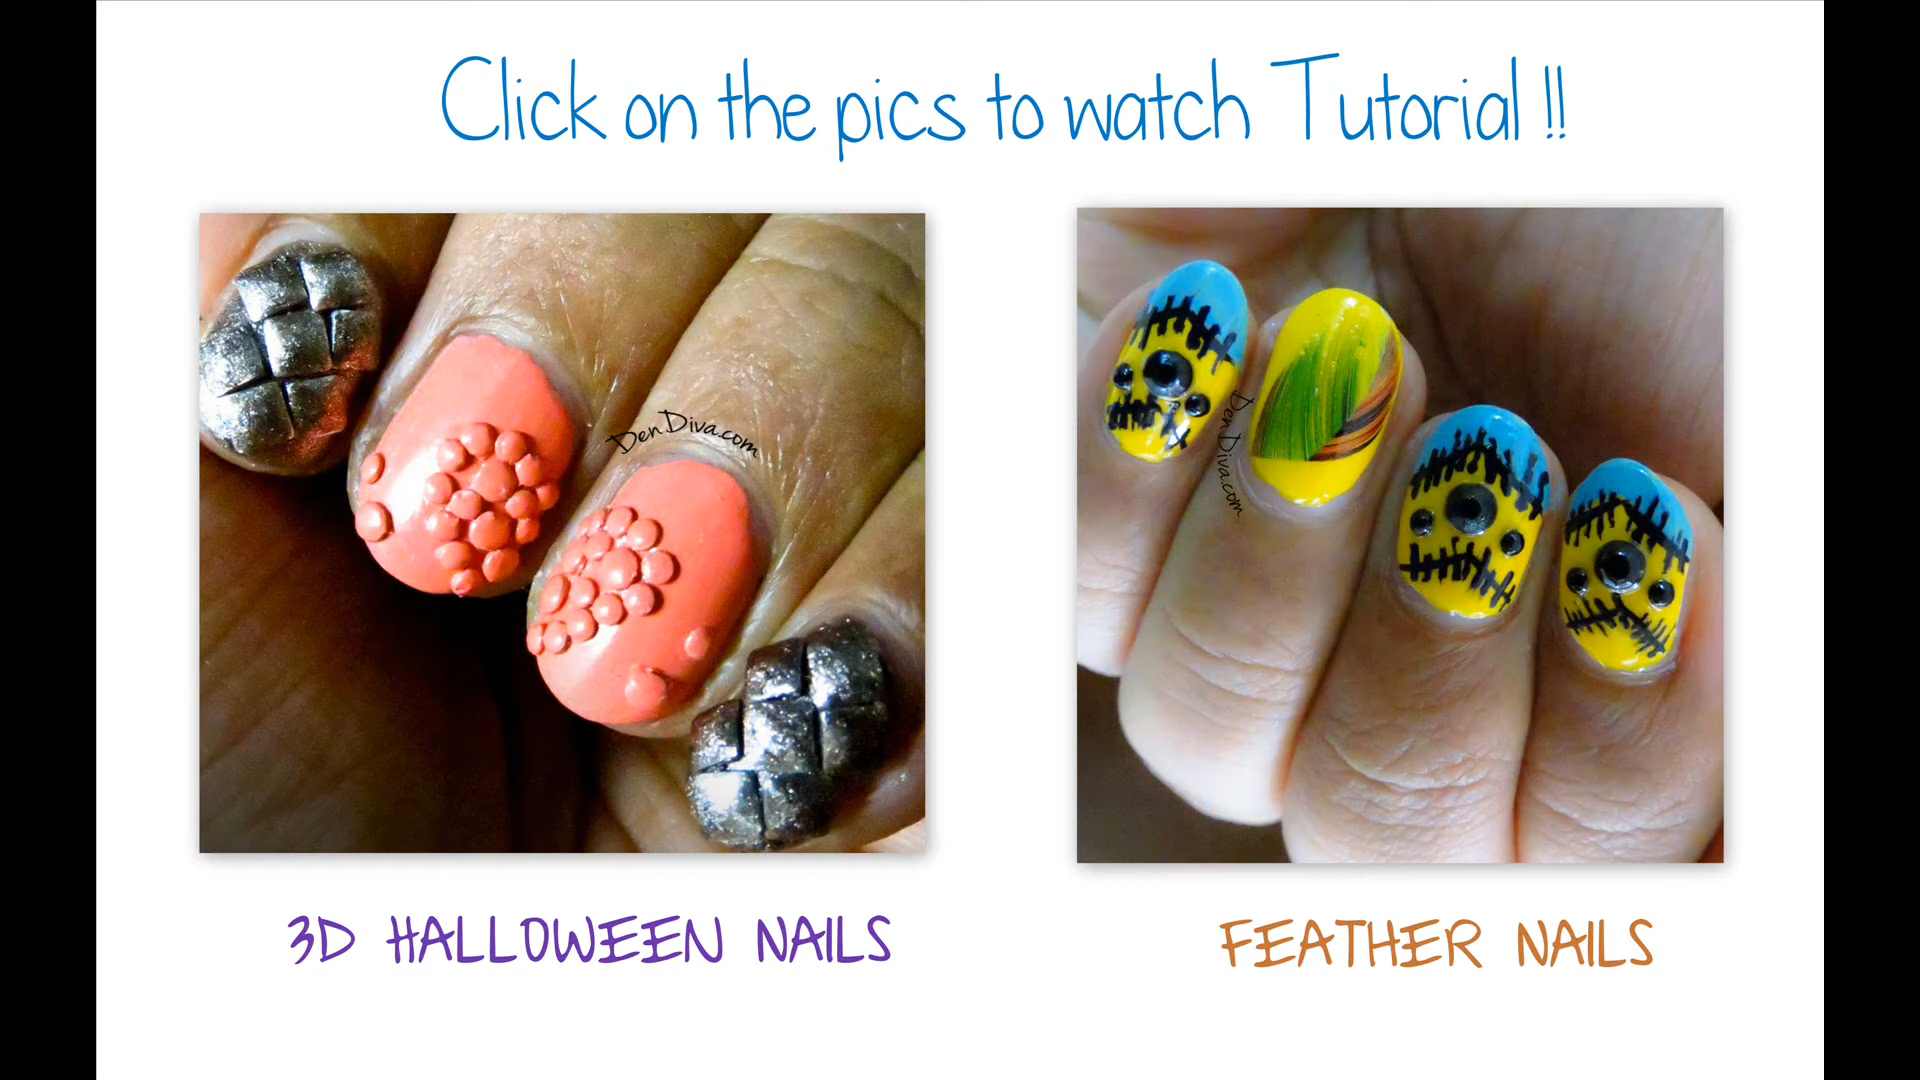 Click on the pics to watch Tutorial !!
DenDiva.com
DenDiva.com
3D HALLOWEEN NAILS
FEATHER NAILS